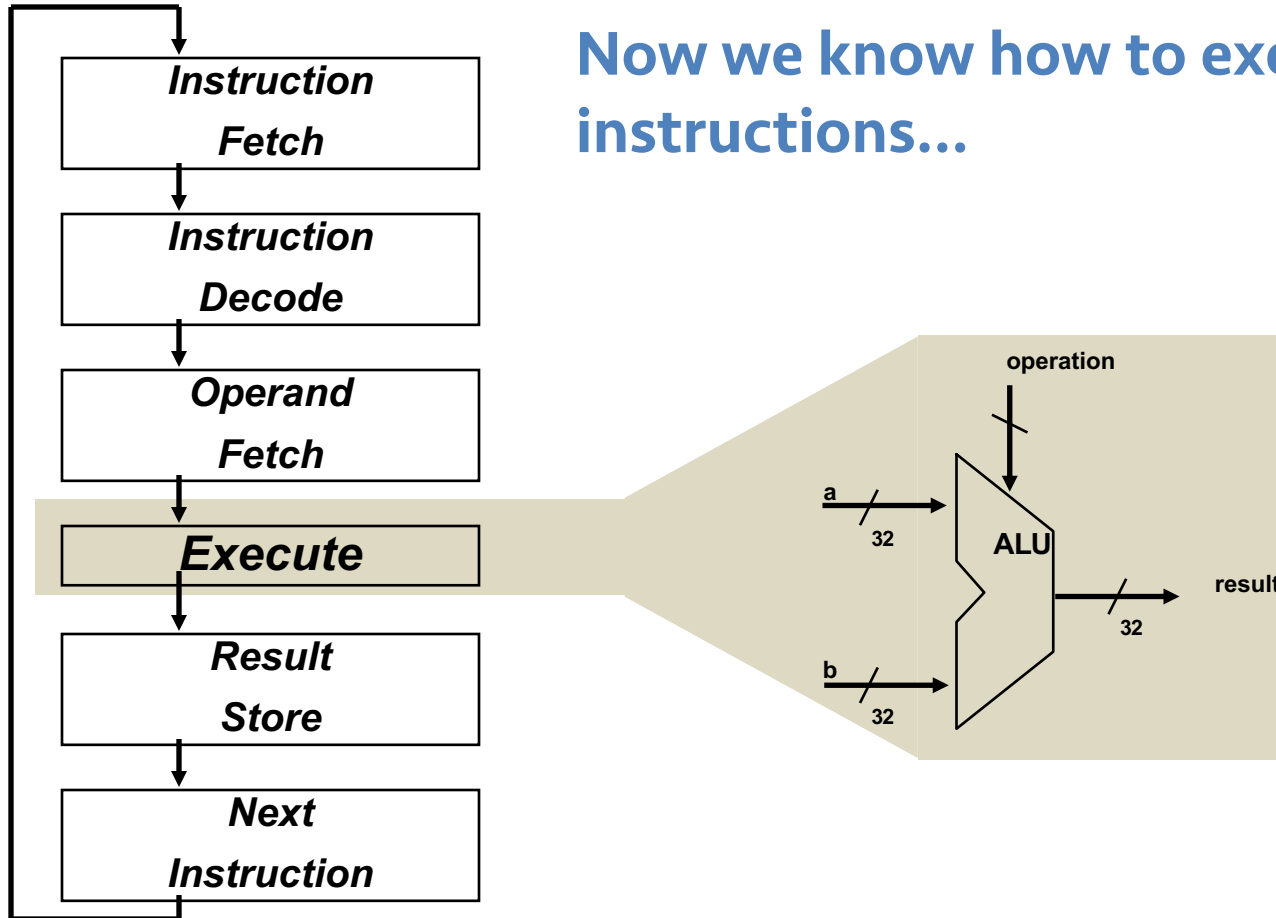 Now we know how to exe
instructions...
Instruction
Fetch
Instruction
Decode
Operand
Fetch
Execute
Result
Store
Next
Instruction
operation
a
32
ALU
result
32
b
32